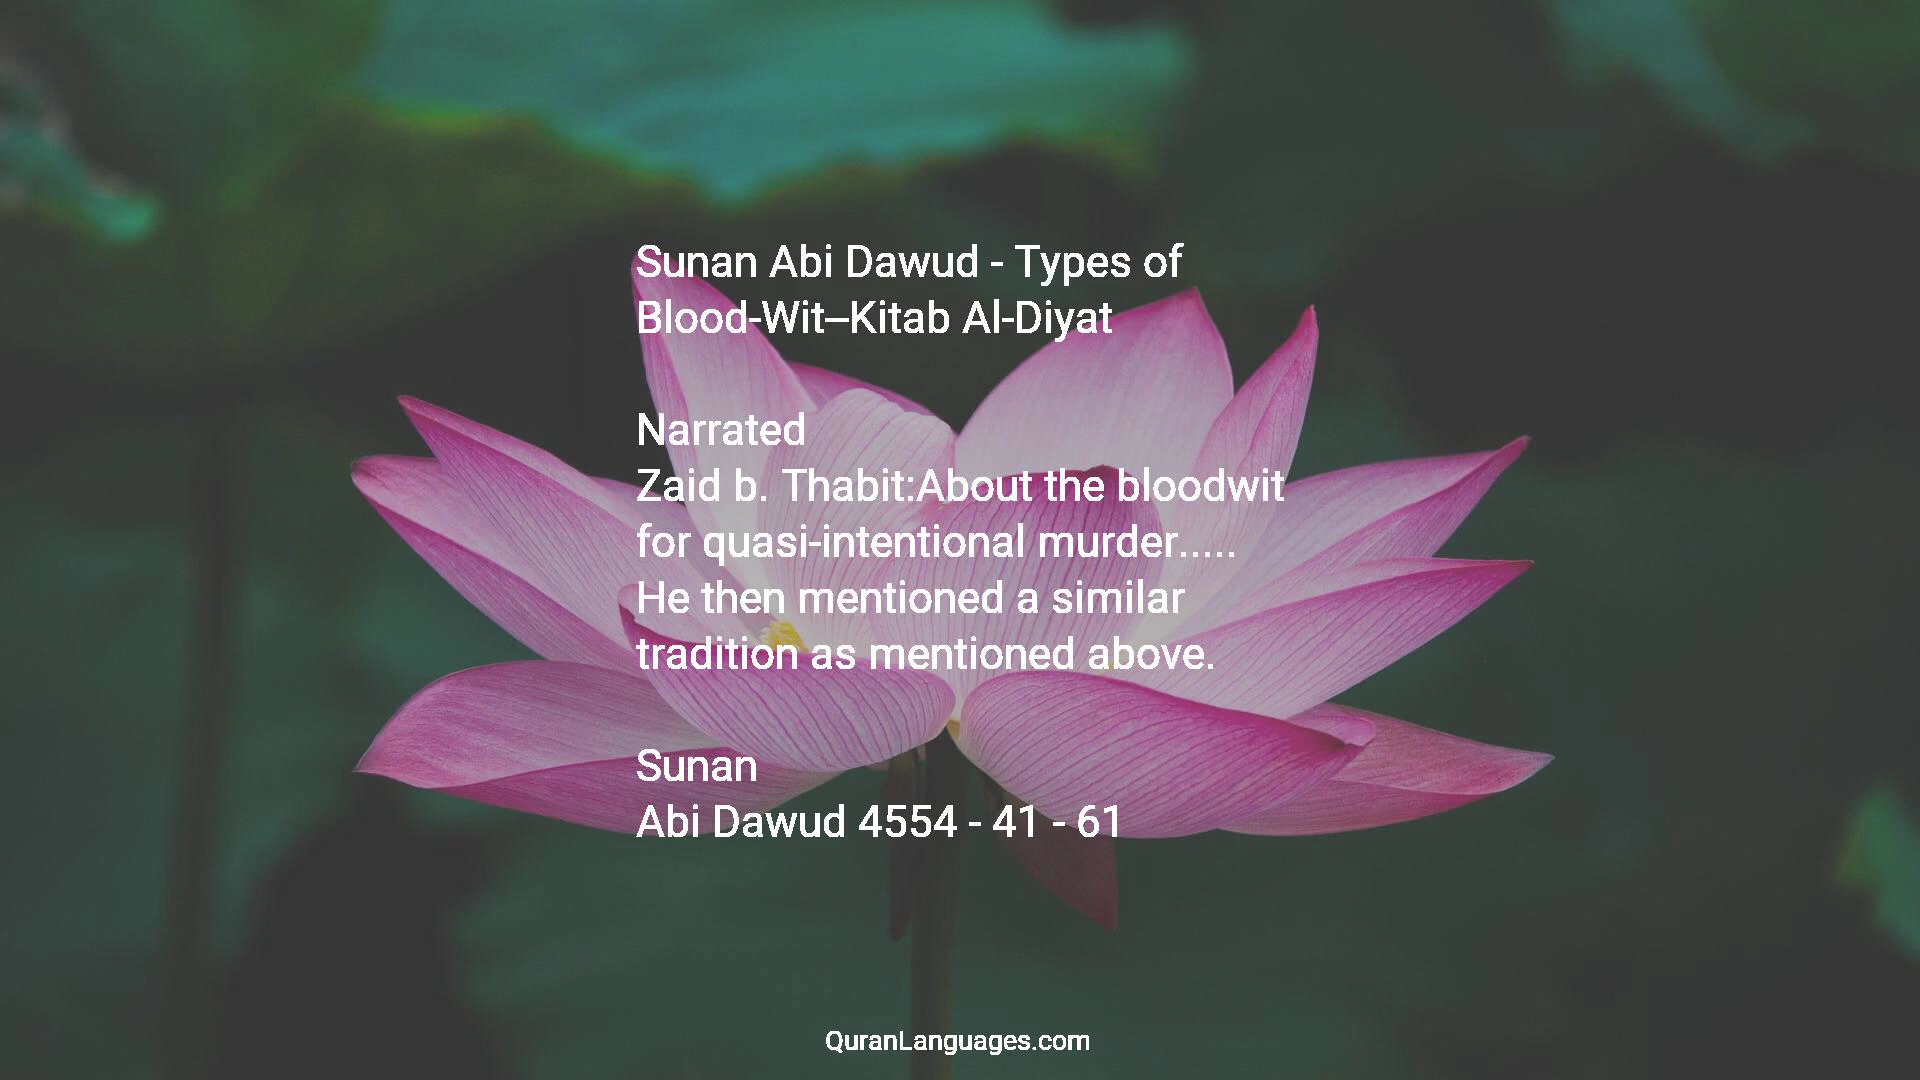 Sunan Abi Dawud - Types of
Blood-Wit–Kitab Al-Diyat
Narrated
Zaid b. Thabit:About the bloodwit
for quasi-intentional murder.....
He then mentioned a similar
tradition as mentioned above.
Sunan
Abi Dawud 4554 - 41 - 61
QuranLanguages.com